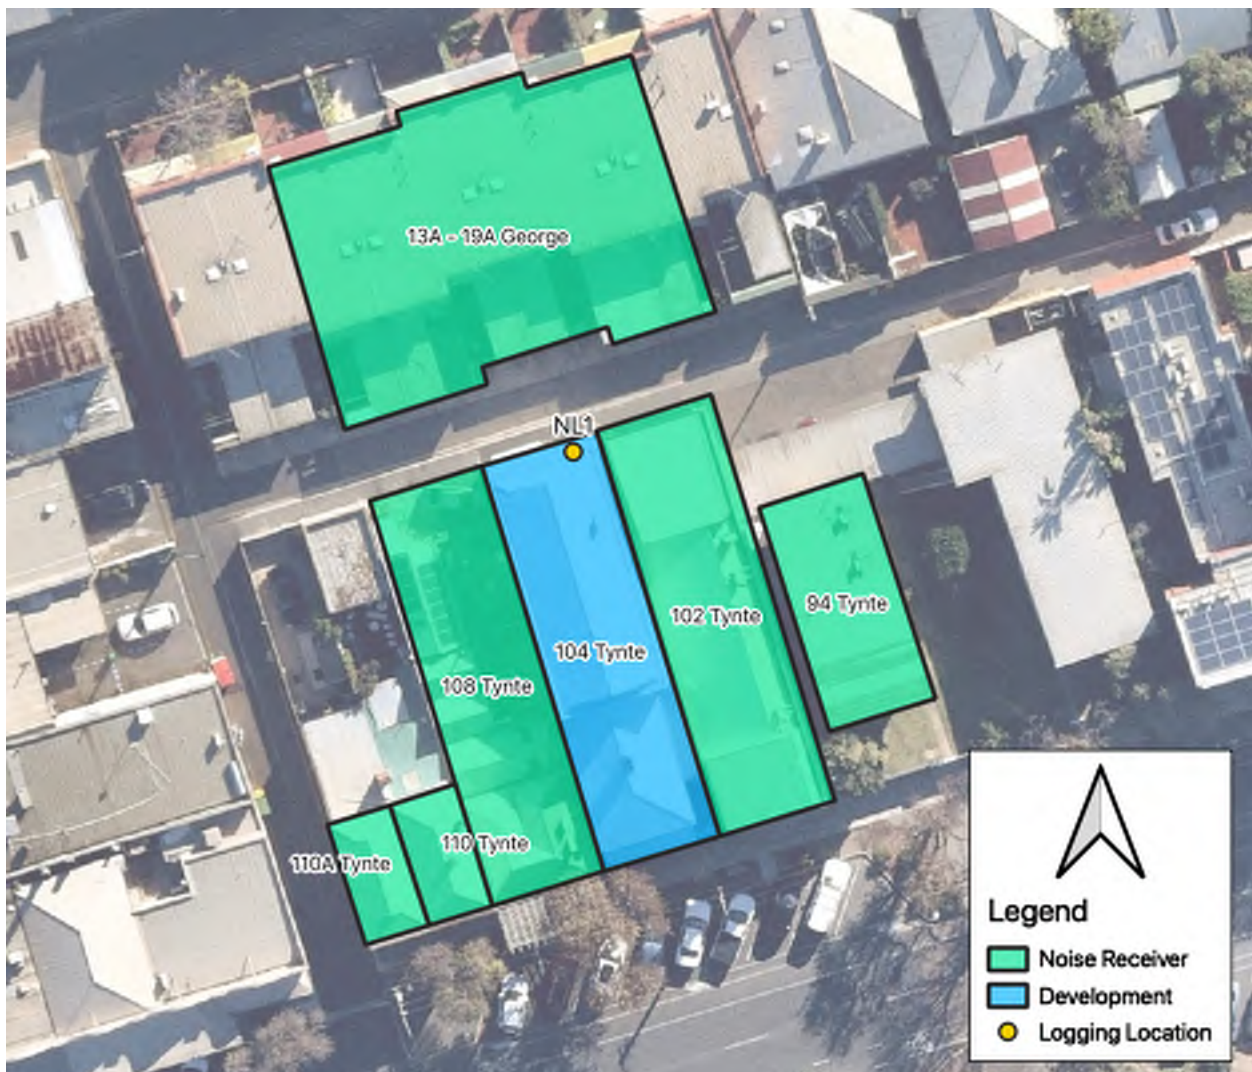 13A - 19A George
NL1
94 Tynte
102 Tynte
104 Tynte
108 Tynte
110 Tynte
110A Tynte
Legend
Noise Receiver
Development
Logging Location